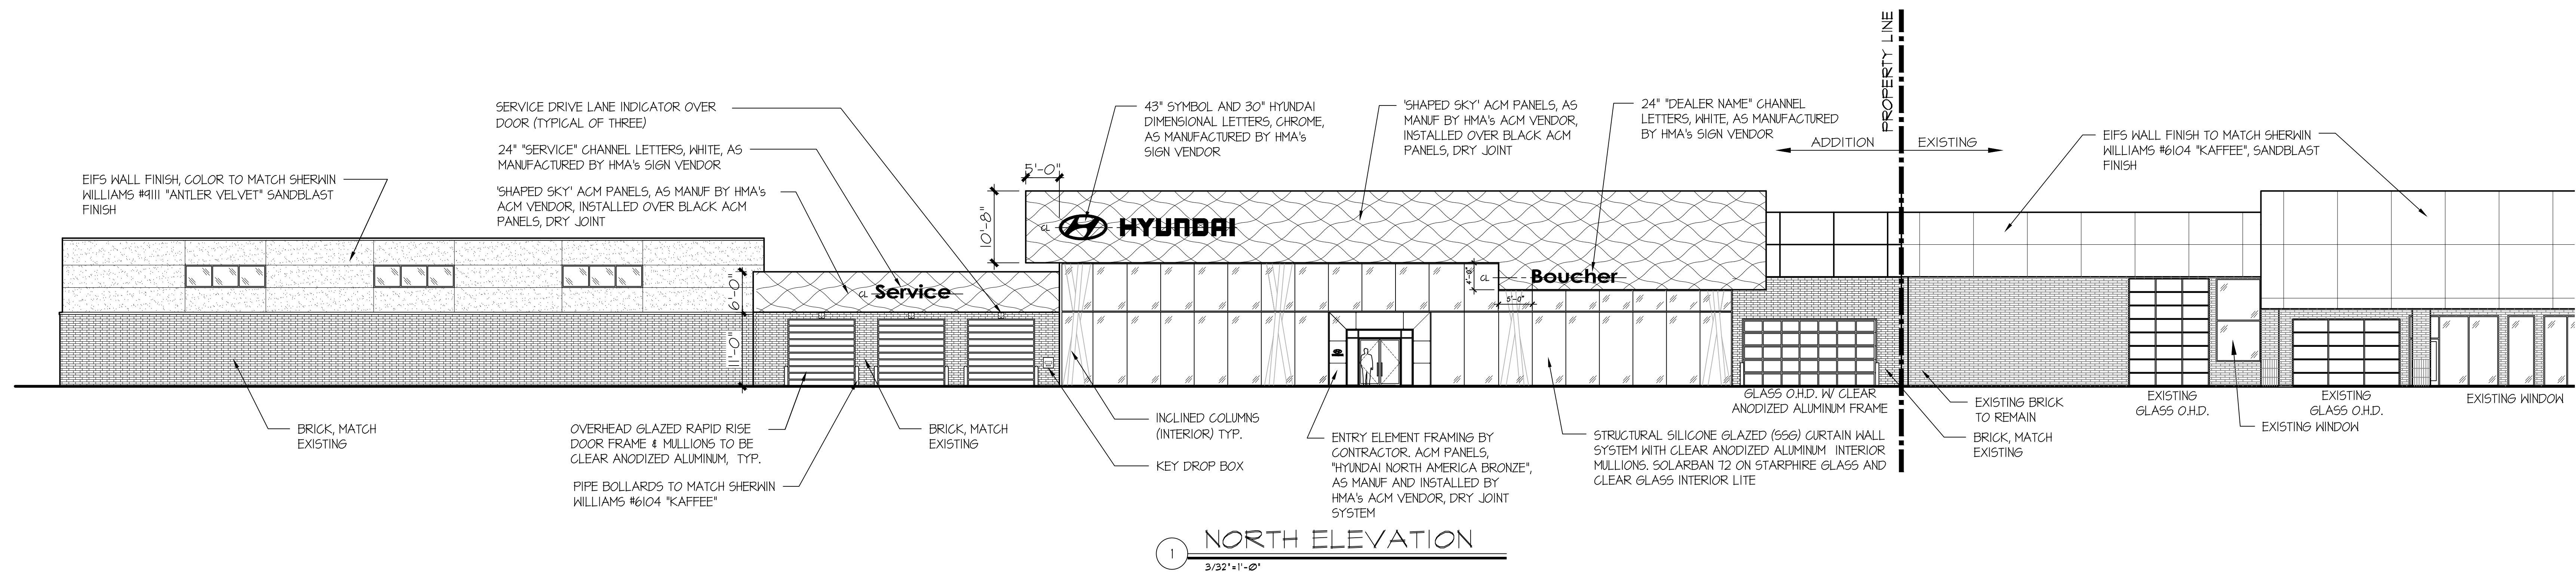 PROPERTY LINE
SERVICE DRIVE LANE INDICATOR OVER
DOOR (TYPICAL OF THREE)
24" "SERVICE" CHANNEL LETTERS, WHITE, AS
MANUFACTURED BY HMA's SIGN VENDOR
'SHAPED SKY' ACM PANELS, AS MANUF BY HMA's
ACM VENDOR, INSTALLED OVER BLACK ACM
PANELS, DRY JOINT
EIFS WALL FINISH, COLOR TO MATCH SHERWIN
WILLIAMS #9111 "ANTLER VELVET" SANDBLAST
FINISH
43" SYMBOL AND 30" HYUNDAI
DIMENSIONAL LETTERS, CHROME,
AS MANUFACTURED BY HMA's
SIGN VENDOR
'SHAPED SKY' ACM PANELS, AS
MANUF BY HMA's ACM VENDOR,
INSTALLED OVER BLACK ACM
PANELS, DRY JOINT
24" "DEALER NAME" CHANNEL
LETTERS, WHITE, AS MANUFACTURED
BY HMA's SIGN VENDOR
ADDITION
EXISTING
EIFS WALL FINISH TO MATCH SHERWIN
WILLIAMS #6104 "KAFFEE", SANDBLAST
FINISH
5'-0"
10'-8"
CL
HYUNDAI
6'-0"
CL
Service
4'-0"
CL
Boucher
5'-0"
11'-0"
BRICK, MATCH
EXISTING
OVERHEAD GLAZED RAPID RISE
DOOR FRAME & MULLIONS TO BE
CLEAR ANODIZED ALUMINUM, TYP.
PIPE BOLLARDS TO MATCH SHERWIN
WILLIAMS #6104 "KAFFEE"
BRICK, MATCH
EXISTING
INCLINED COLUMNS
(INTERIOR) TYP.
KEY DROP BOX
ENTRY ELEMENT FRAMING BY
CONTRACTOR. ACM PANELS,
"HYUNDAI NORTH AMERICA BRONZE",
AS MANUF AND INSTALLED BY
HMA's ACM VENDOR, DRY JOINT
SYSTEM
STRUCTURAL SILICONE GLAZED (SSG) CURTAIN WALL
SYSTEM WITH CLEAR ANODIZED ALUMINUM INTERIOR
MULLIONS. SOLARBAN 72 ON STARPHIRE GLASS AND
CLEAR GLASS INTERIOR LITE
GLASS O.H.D. W/ CLEAR
ANODIZED ALUMINUM FRAME
EXISTING BRICK
TO REMAIN
BRICK, MATCH
EXISTING
EXISTING
GLASS O.H.D.
EXISTING WINDOW
EXISTING
GLASS O.H.D.
EXISTING WINDOW
1
NORTH ELEVATION
3/32"=1'-0"